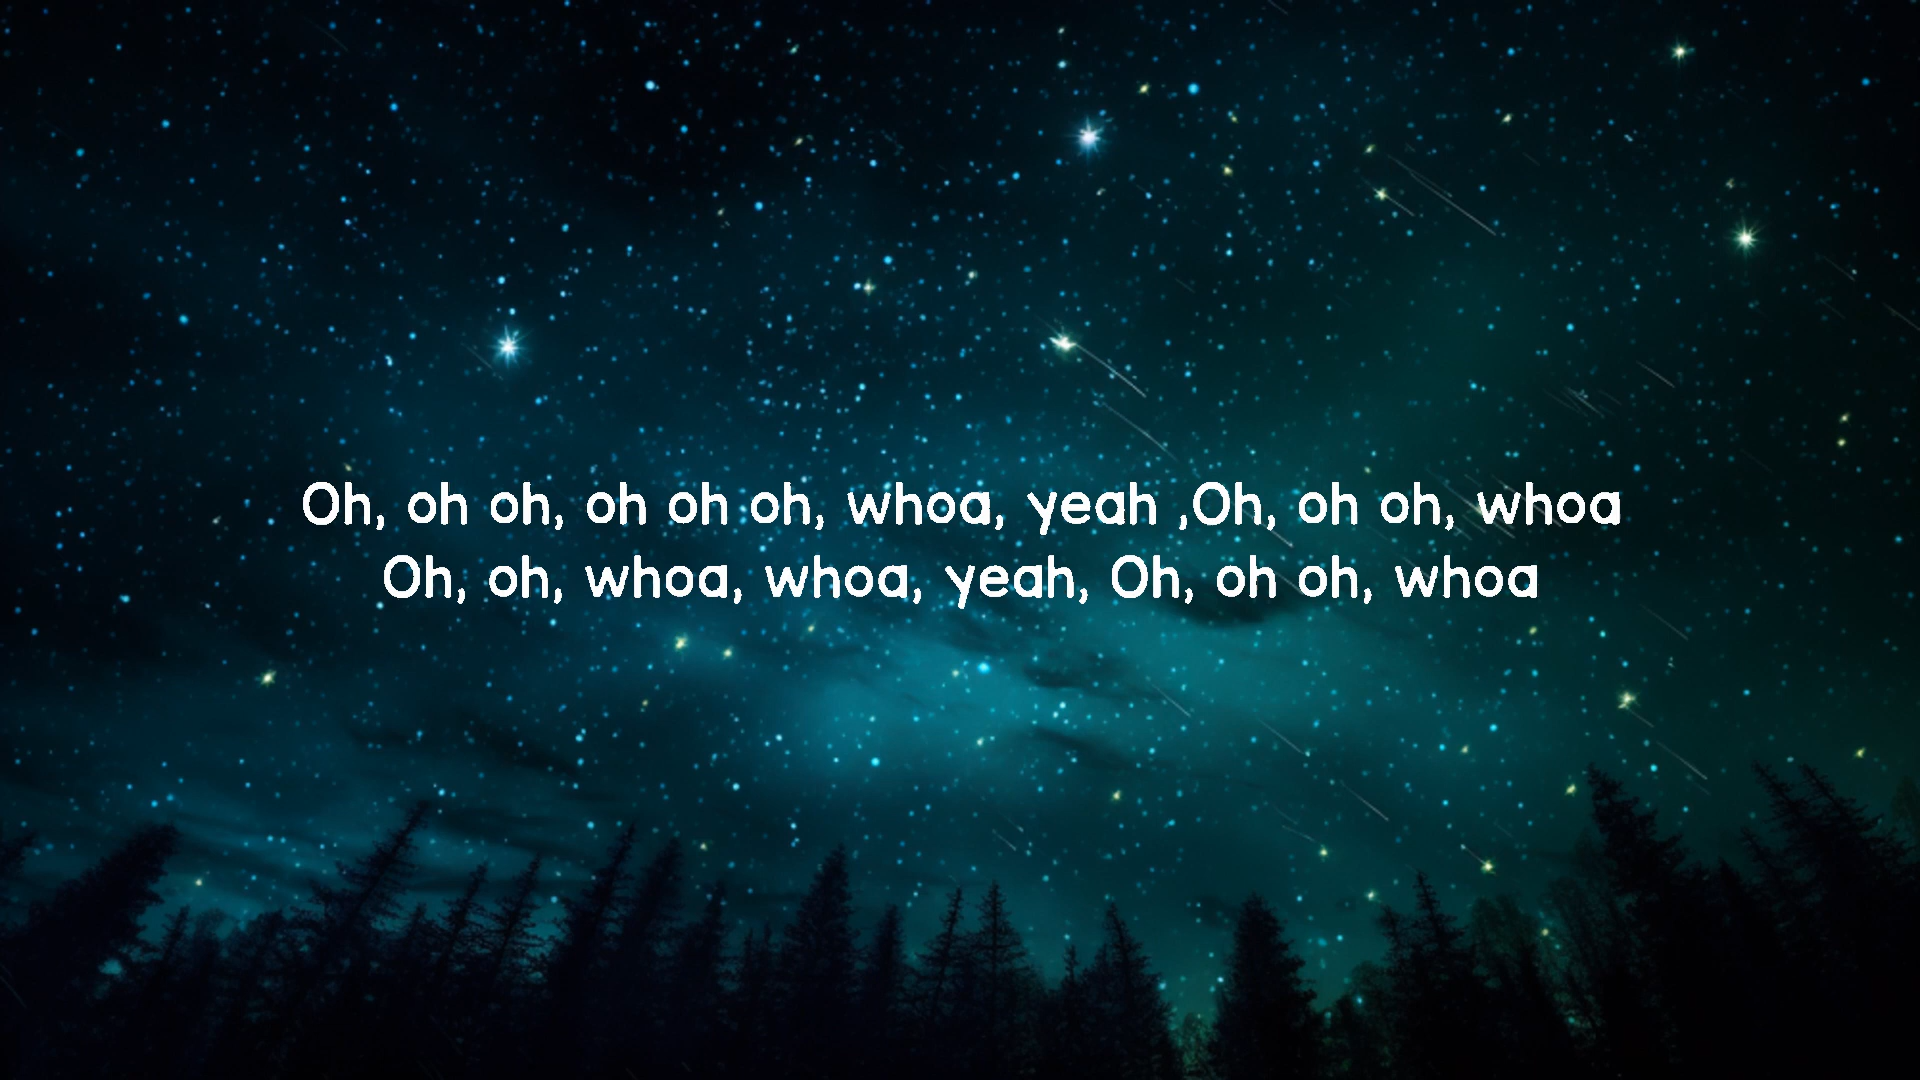 Oh, oh oh, oh oh oh, whoa, yeah ,Oh, oh oh, whoa
Oh, oh, whoa, whoa, yeah, Oh, oh oh, whoa